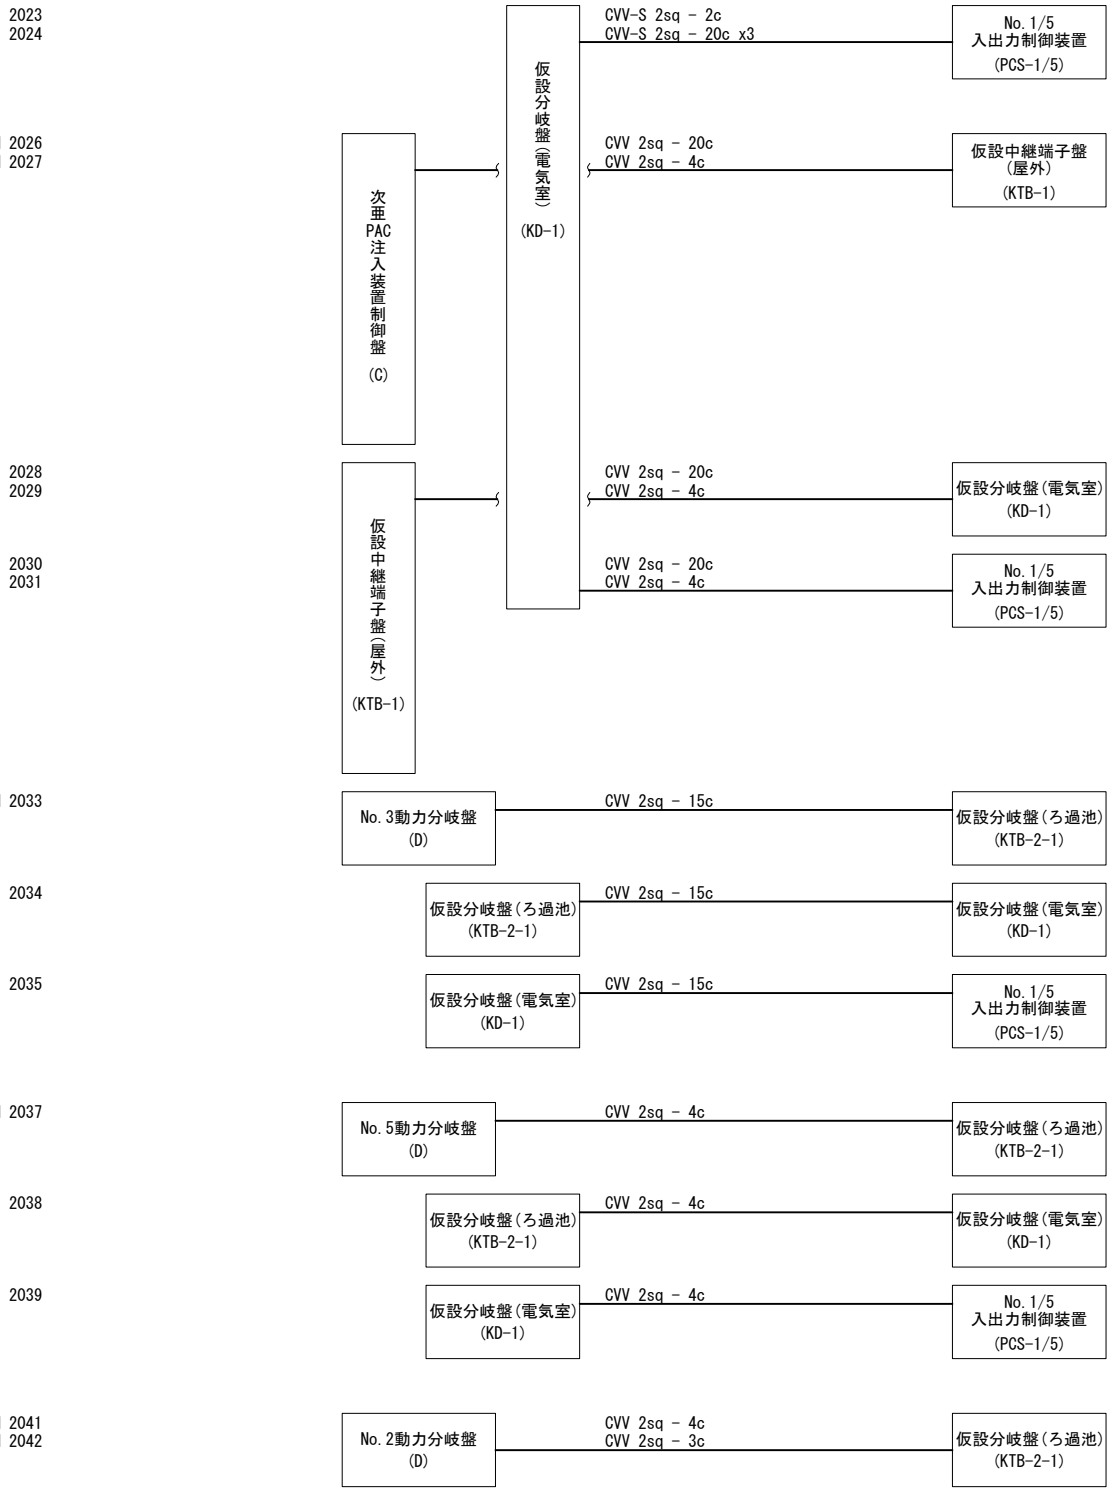 2023
2024
CVV-S 2sq - 2c
CVV-S 2sq - 20c x3
No.1/5
入出力制御装置
(PCS-1/5)
仮設分岐盤(電気室)
(KD-1)
2026
2027
次亜PAC注入装置制御盤
(C)
CVV 2sq - 20c
CVV 2sq - 4c
仮設中継端子盤
(屋外)
(KTB-1)
2028
2029
仮設中継端子盤(屋外)
(KTB-1)
CVV 2sq - 20c
CVV 2sq - 4c
仮設分岐盤(電気室)
(KD-1)
2030
2031
CVV 2sq - 20c
CVV 2sq - 4c
No.1/5
入出力制御装置
(PCS-1/5)
2033
No.3動力分岐盤
(D)
CVV 2sq - 15c
仮設分岐盤(ろ過池)
(KTB-2-1)
2034
仮設分岐盤(ろ過池)
(KTB-2-1)
CVV 2sq - 15c
仮設分岐盤(電気室)
(KD-1)
2035
仮設分岐盤(電気室)
(KD-1)
CVV 2sq - 15c
No.1/5
入出力制御装置
(PCS-1/5)
2037
No.5動力分岐盤
(D)
CVV 2sq - 4c
仮設分岐盤(ろ過池)
(KTB-2-1)
2038
仮設分岐盤(ろ過池)
(KTB-2-1)
CVV 2sq - 4c
仮設分岐盤(電気室)
(KD-1)
2039
仮設分岐盤(電気室)
(KD-1)
CVV 2sq - 4c
No.1/5
入出力制御装置
(PCS-1/5)
2041
2042
No.2動力分岐盤
(D)
CVV 2sq - 4c
CVV 2sq - 3c
仮設分岐盤(ろ過池)
(KTB-2-1)